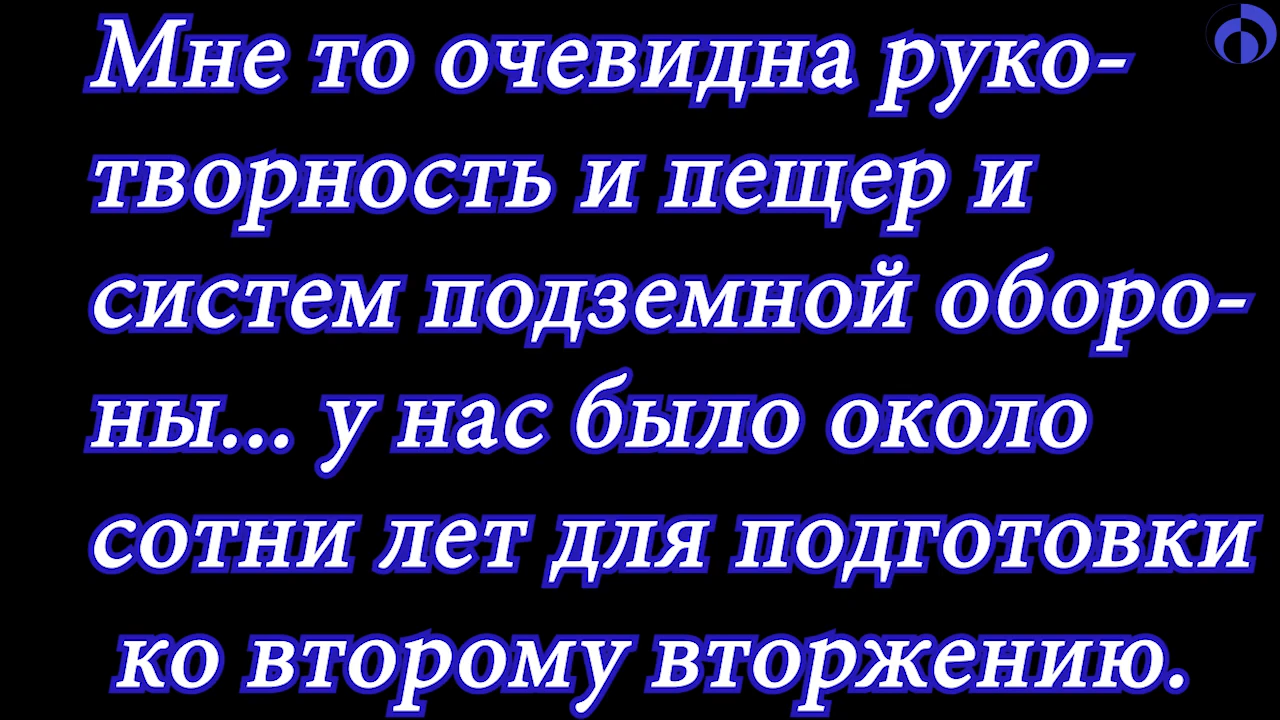 Мне то очевидна руко-
творность и пещер и
систем подземной оборо-
ны... у нас было около
сотни лет для подготовки
ко второму вторжению.